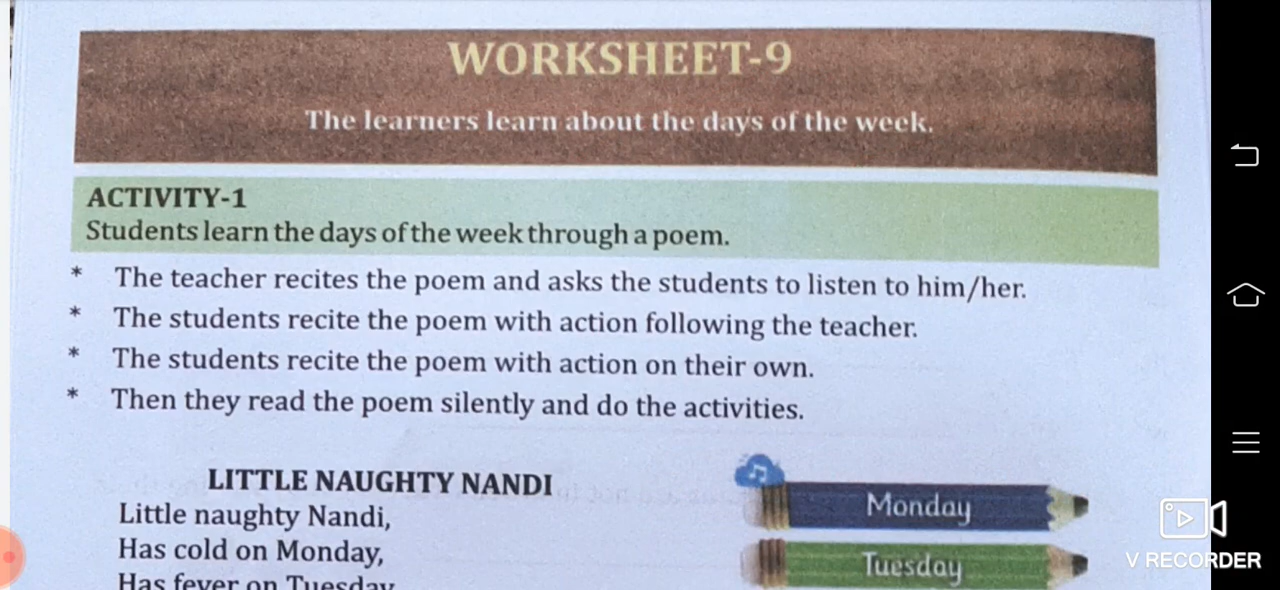 WORKSHEET-9
The learners learn about the days of the week.
ACTIVITY-1
Students learn the days of the week through a poem.
* The teacher recites the poem and asks the students to listen to him/her.
* The students recite the poem with action following the teacher.
* The students recite the poem with action on their own.
* Then they read the poem silently and do the activities.
LITTLE NAUGHTY NANDI
Little naughty Nandi,
Has cold on Monday,
Has fever on Tuesday
Monday
Tuesday
V RECORDER